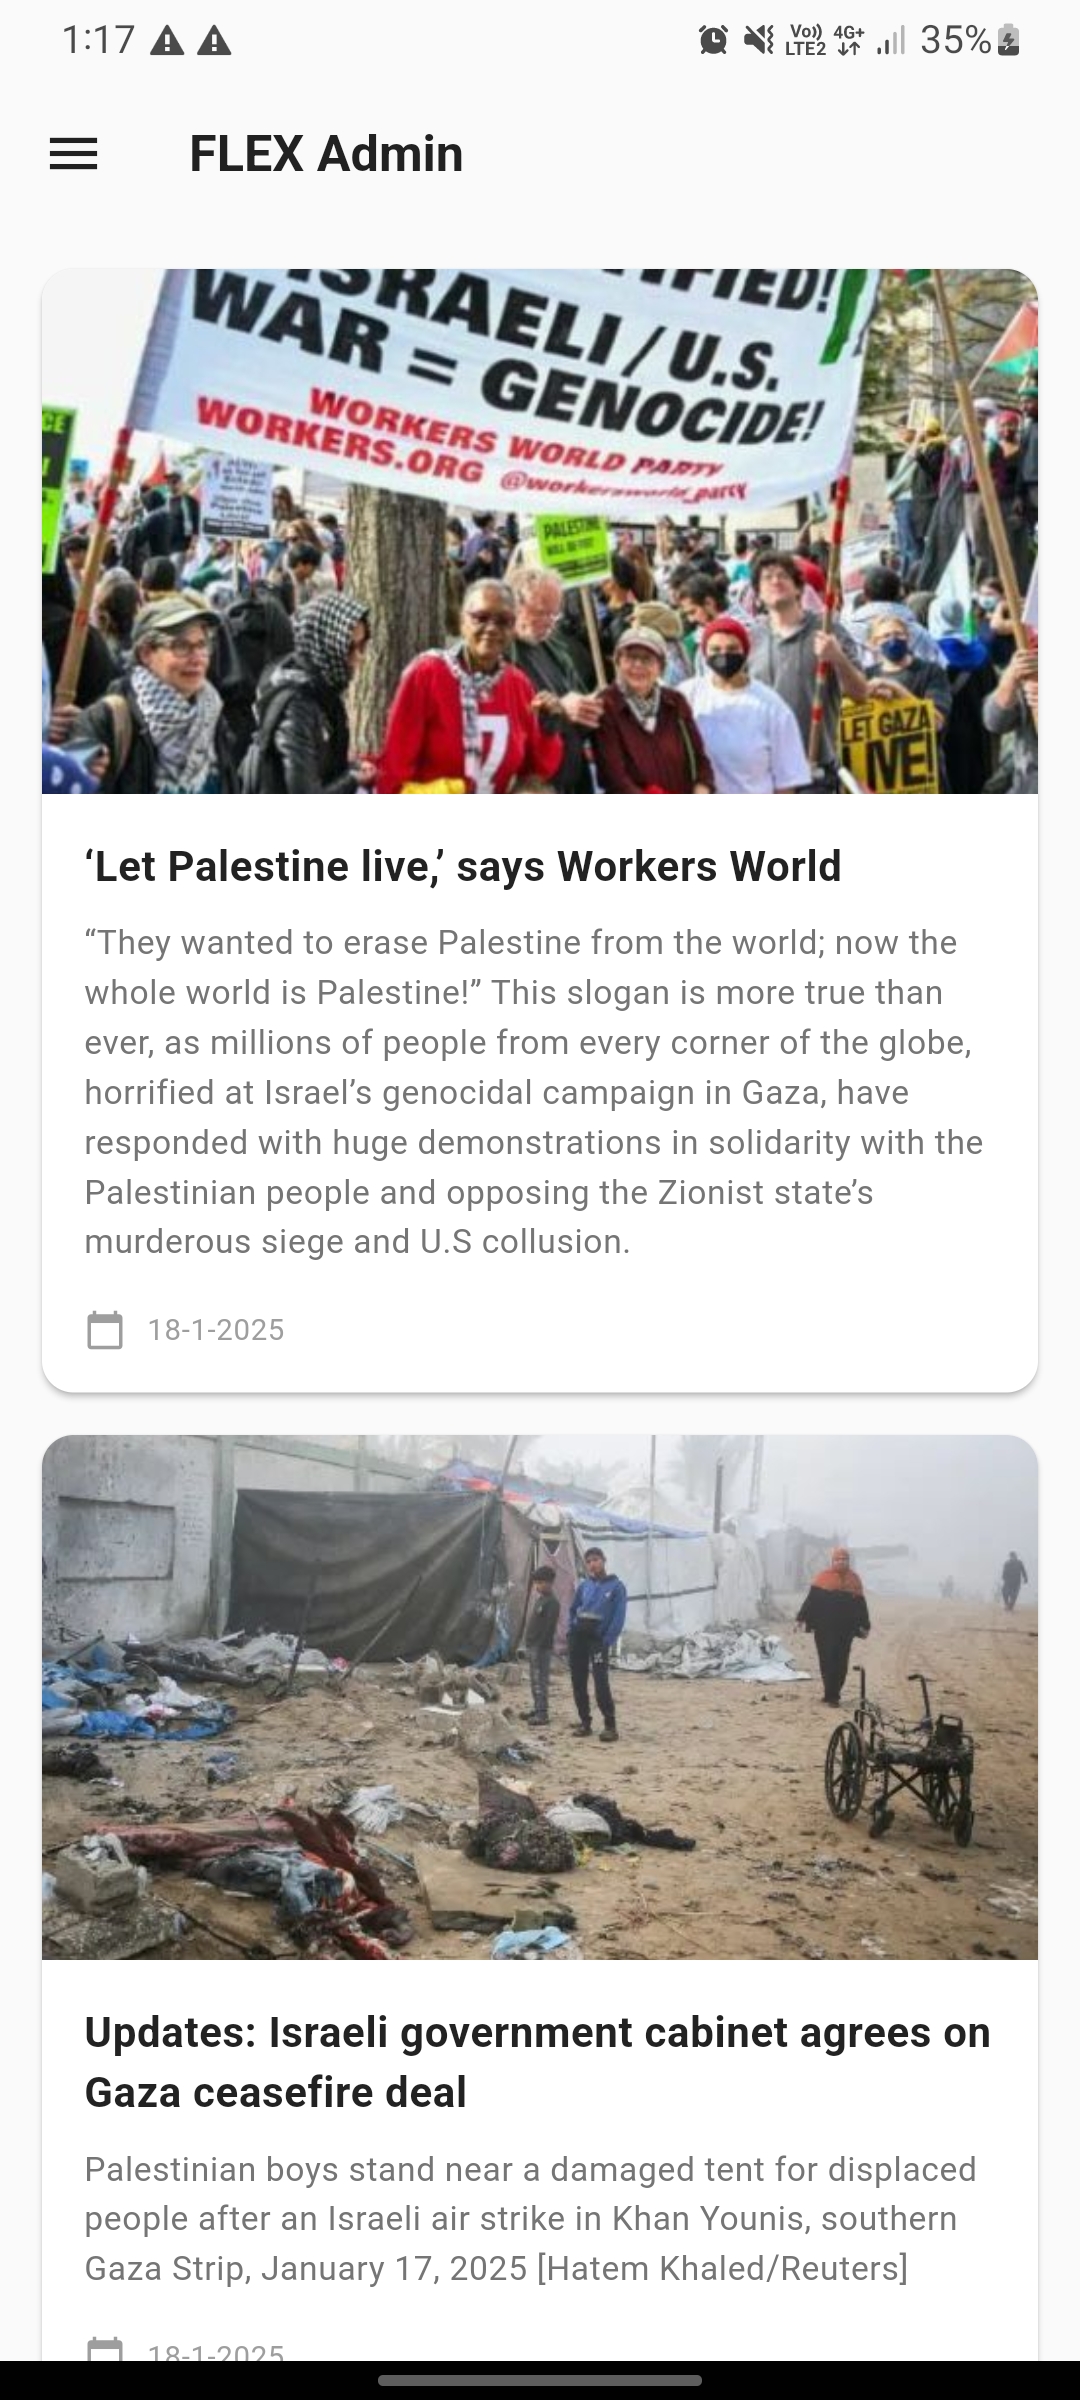 1:17
Vo))
LTE2
4G+
35%
FLEX Admin
ISRAELI / U.S.
WAR = GENOCIDE!
WORKERS WORLD PARTY
WORKERS.ORG @workersworld_party
PALESTINE
WILL BE FREE
LET GAZA
LIVE!
‘Let Palestine live,’ says Workers World
“They wanted to erase Palestine from the world; now the
whole world is Palestine!” This slogan is more true than
ever, as millions of people from every corner of the globe,
horrified at Israel’s genocidal campaign in Gaza, have
responded with huge demonstrations in solidarity with the
Palestinian people and opposing the Zionist state’s
murderous siege and U.S collusion.
18-1-2025
Updates: Israeli government cabinet agrees on
Gaza ceasefire deal
Palestinian boys stand near a damaged tent for displaced
people after an Israeli air strike in Khan Younis, southern
Gaza Strip, January 17, 2025 [Hatem Khaled/Reuters]
18-1-2025